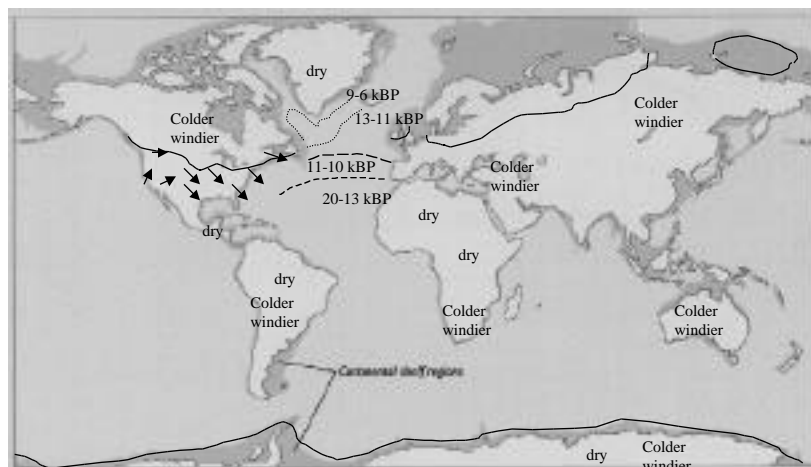 dry
9-6 kBP
13-11 kBP
Colder
windier
Colder
windier
11-10 kBP
Colder
windier
20-13 kBP
dry
dry
dry
dry
Colder
windier
Colder
windier
Colder
windier
Continental shelf regions
dry
Colder
windier